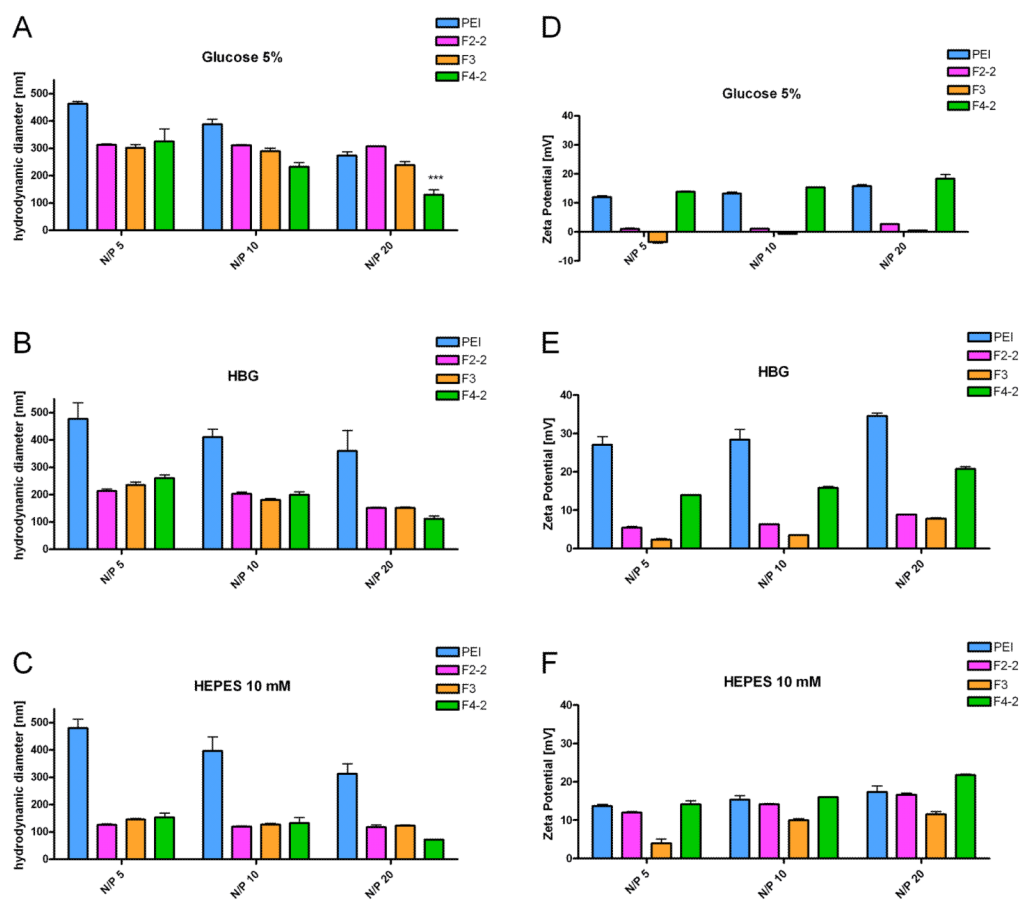 A
Glucose 5%
PEI
F2-2
F3
F4-2
hydrodynamic diameter [nm]
500
400
300
200
100
0
***
N/P 5
N/P 10
N/P 20
D
Glucose 5%
PEI
F2-2
F3
F4-2
Zeta Potential [mV]
40
30
20
10
0
-10
N/P 5
N/P 10
N/P 20
B
HBG
PEI
F2-2
F3
F4-2
hydrodynamic diameter [nm]
500
400
300
200
100
0
N/P 5
N/P 10
N/P 20
E
HBG
PEI
F2-2
F3
F4-2
Zeta Potential [mV]
40
30
20
10
0
N/P 5
N/P 10
N/P 20
C
HEPES 10 mM
PEI
F2-2
F3
F4-2
hydrodynamic diameter [nm]
500
400
300
200
100
0
N/P 5
N/P 10
N/P 20
F
HEPES 10 mM
PEI
F2-2
F3
F4-2
Zeta Potential [mV]
40
30
20
10
0
N/P 5
N/P 10
N/P 20